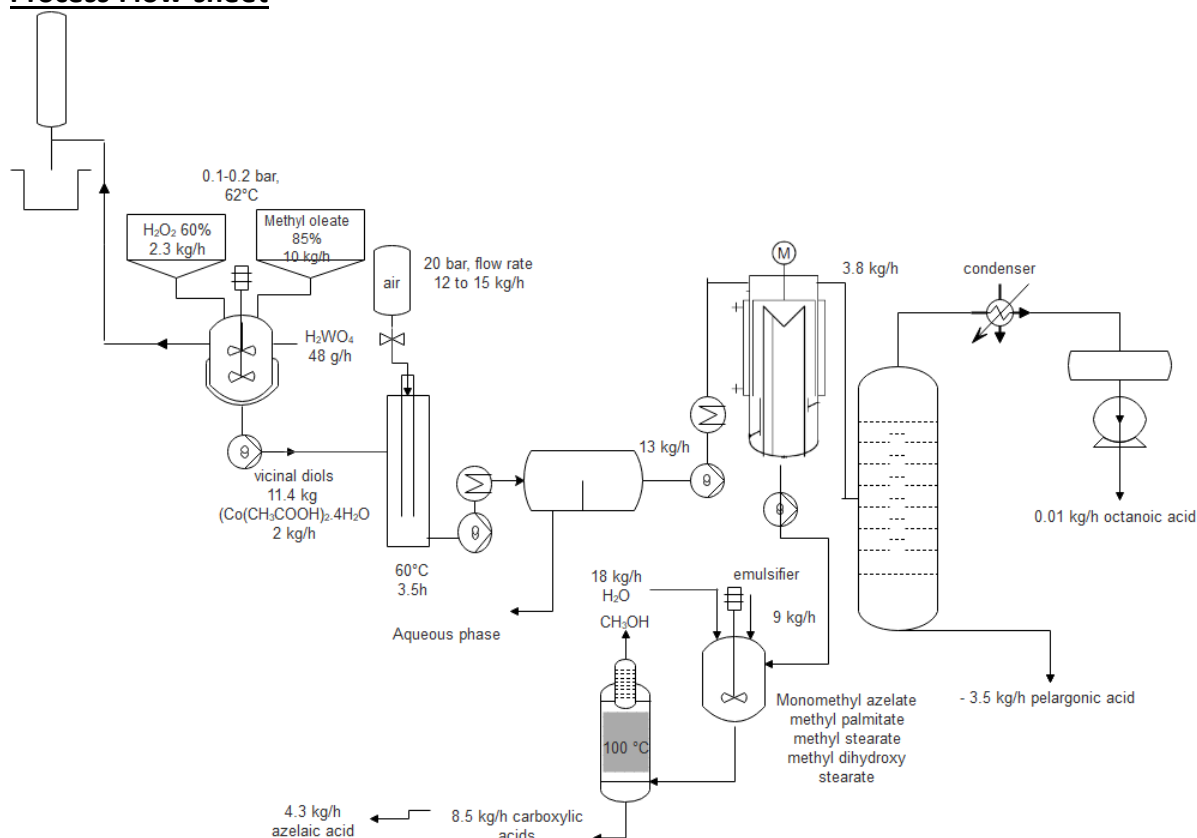 Process Flow-sheet
0.1-0.2 bar,
62°C
H₂O₂ 60%
2.3 kg/h
Methyl oleate
85%
10 kg/h
air
20 bar, flow rate
12 to 15 kg/h
H₂WO₄
48 g/h
vicinal diols
11.4 kg
(Co(CH₃COOH)₂.4H₂O
2 kg/h
60°C
3.5h
Aqueous phase
13 kg/h
M
3.8 kg/h
condenser
0.01 kg/h octanoic acid
- 3.5 kg/h pelargonic acid
18 kg/h
H₂O
emulsifier
CH₃OH
9 kg/h
Monomethyl azelate
methyl palmitate
methyl stearate
methyl dihydroxy
stearate
100 °C
8.5 kg/h carboxylic
acids
4.3 kg/h
azelaic acid